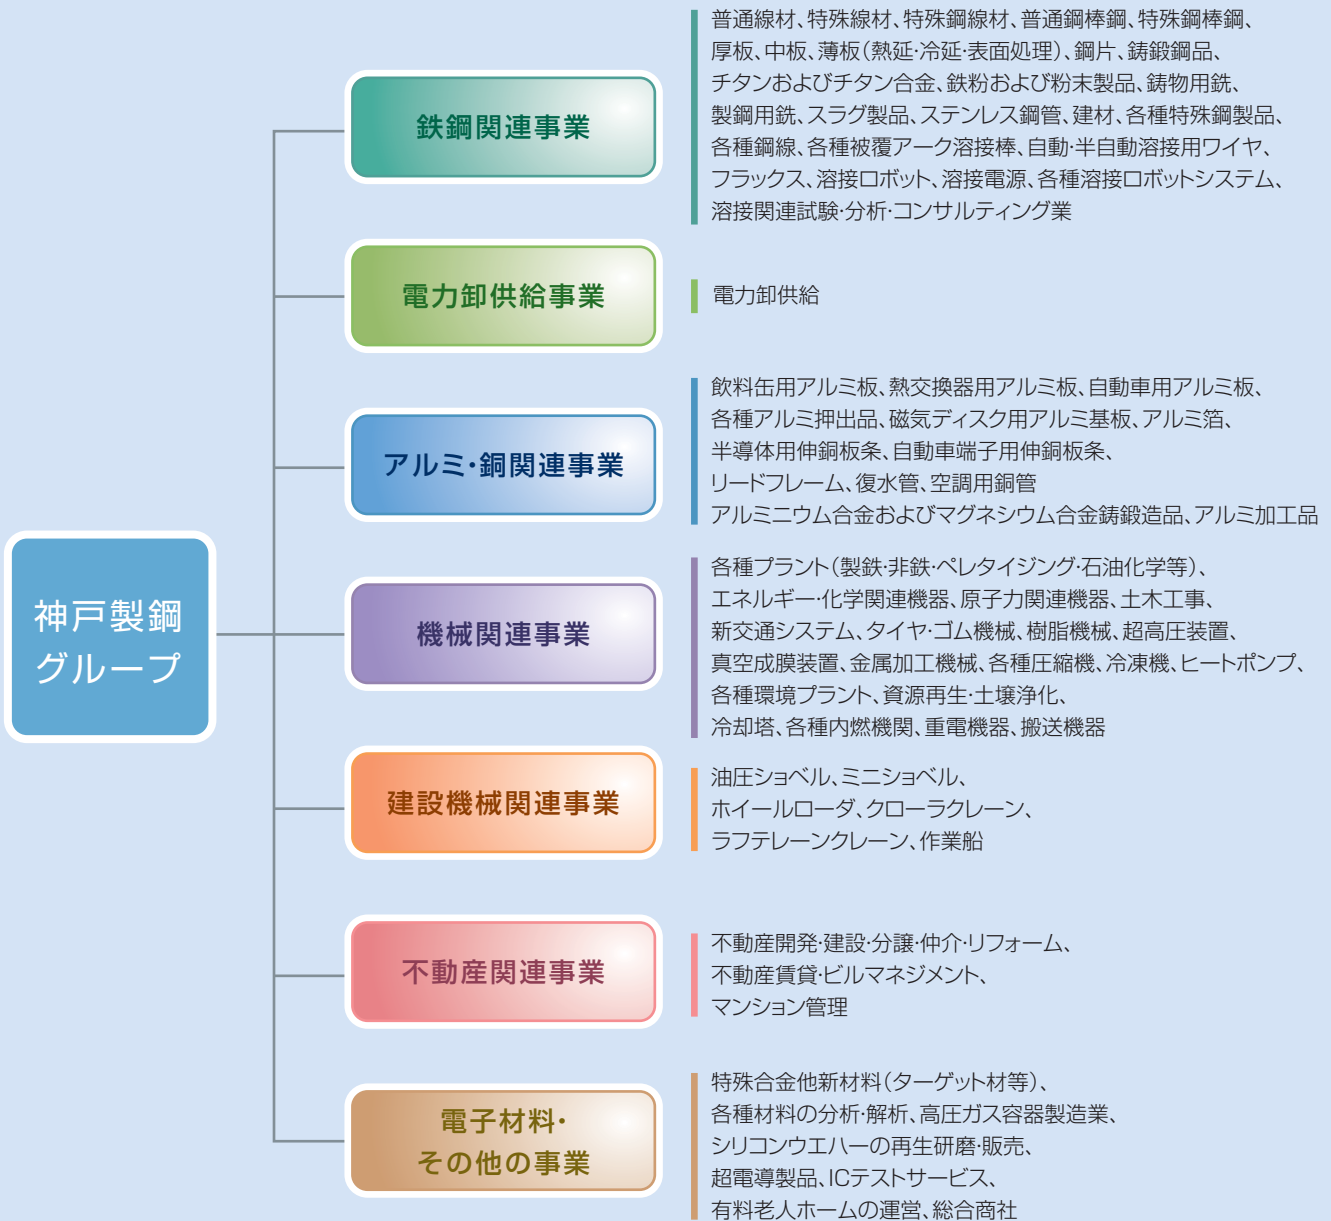 神戸製鋼
グループ
鉄鋼関連事業
普通線材、特殊線材、特殊鋼線材、普通鋼棒鋼、特殊鋼棒鋼、
厚板、中板、薄板（熱延・冷延・表面処理）、鋼片、鋳鍛鋼品、
チタンおよびチタン合金、鉄粉および粉末製品、鋳物用銑、
製鋼用銑、スラグ製品、ステンレス鋼管、建材、各種特殊鋼製品、
各種鋼線、各種被覆アーク溶接棒、自動・半自動溶接用ワイヤ、
フラックス、溶接ロボット、溶接電源、各種溶接ロボットシステム、
溶接関連試験・分析・コンサルティング業
電力卸供給事業
電力卸供給
アルミ・銅関連事業
飲料缶用アルミ板、熱交換器用アルミ板、自動車用アルミ板、
各種アルミ押出品、磁気ディスク用アルミ基板、アルミ箔、
半導体用伸銅板条、自動車端子用伸銅板条、
リードフレーム、復水管、空調用銅管
アルミニウム合金およびマグネシウム合金鋳鍛造品、アルミ加工品
機械関連事業
各種プラント（製鉄・非鉄・ペレタイジング・石油化学等）、
エネルギー・化学関連機器、原子力関連機器、土木工事、
新交通システム、タイヤ・ゴム機械、樹脂機械、超高圧装置、
真空成膜装置、金属加工機械、各種圧縮機、冷凍機、ヒートポンプ、
各種環境プラント、資源再生・土壌浄化、
冷却塔、各種内燃機関、重電機器、搬送機器
建設機械関連事業
油圧ショベル、ミニショベル、
ホイールローダ、クローラクレーン、
ラフテレーンクレーン、作業船
不動産関連事業
不動産開発・建設・分譲・仲介・リフォーム、
不動産賃貸・ビルマネジメント、
マンション管理
電子材料・
その他の事業
特殊合金他新材料（ターゲット材等）、
各種材料の分析・解析、高圧ガス容器製造業、
シリコンウエハーの再生研磨・販売、
超電導製品、ICテストサービス、
有料老人ホームの運営、総合商社